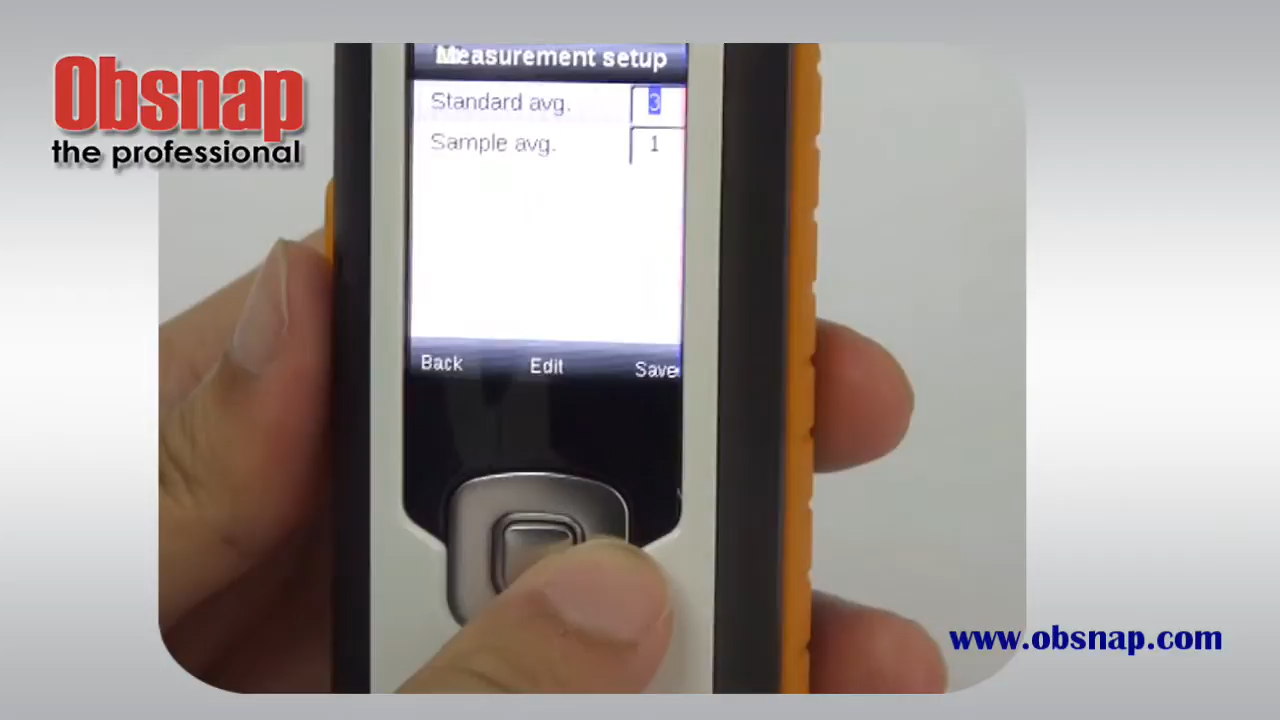 Obsnap
the professional
Measurement setup
Standard avg. 3
Sample avg. 1
Back Edit Save
www.obsnap.com